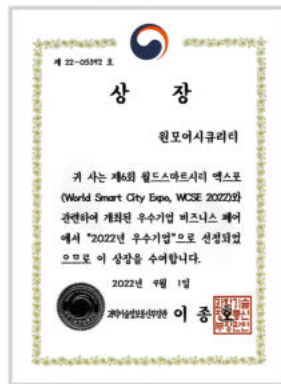 제 22-05392 호
상 장
원모어시큐리티
귀 사는 제6회 월드스마트시티 엑스포
(World Smart City Expo, WCSE 2022)와
관련하여 개최된 우수기업 비즈니스 페어
에서 "2022년 우수기업"으로 선정되었
으므로 이 상장을 수여합니다.
2022년 9월 1일
과학기술정보통신부장관 이 종 호